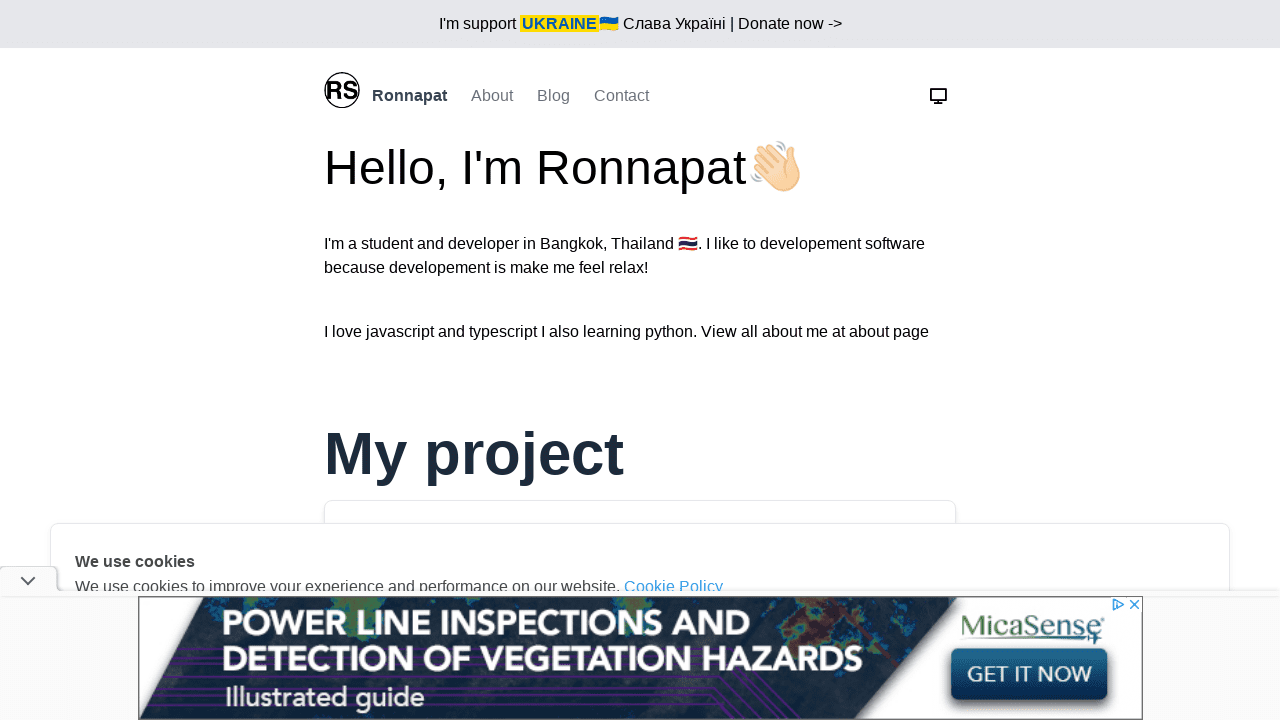 I'm support UKRAINE🇺🇦 Слава Україні | Donate now ->
RS Ronnapat About Blog Contact
Hello, I'm Ronnapat👋🏻
I'm a student and developer in Bangkok, Thailand 🇹🇭. I like to developement software
because developement is make me feel relax!
I love javascript and typescript I also learning python. View all about me at about page
My project
We use cookies
We use cookies to improve your experience and performance on our website. Cookie Policy
POWER LINE INSPECTIONS AND
DETECTION OF VEGETATION HAZARDS
Illustrated guide
MicaSense
GET IT NOW